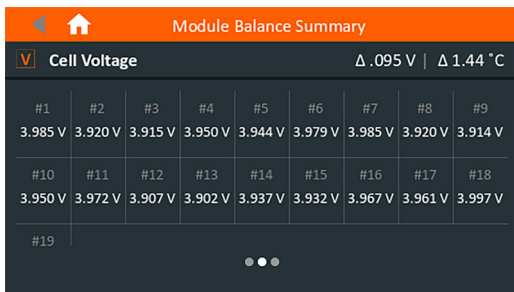 Module Balance Summary
V Cell Voltage Δ .095 V | Δ 1.44 °C
#1 #2 #3 #4 #5 #6 #7 #8 #9
3.985 V 3.920 V 3.915 V 3.950 V 3.944 V 3.979 V 3.985 V 3.920 V 3.914 V
#10 #11 #12 #13 #14 #15 #16 #17 #18
3.950 V 3.972 V 3.907 V 3.902 V 3.937 V 3.932 V 3.967 V 3.961 V 3.997 V
#19